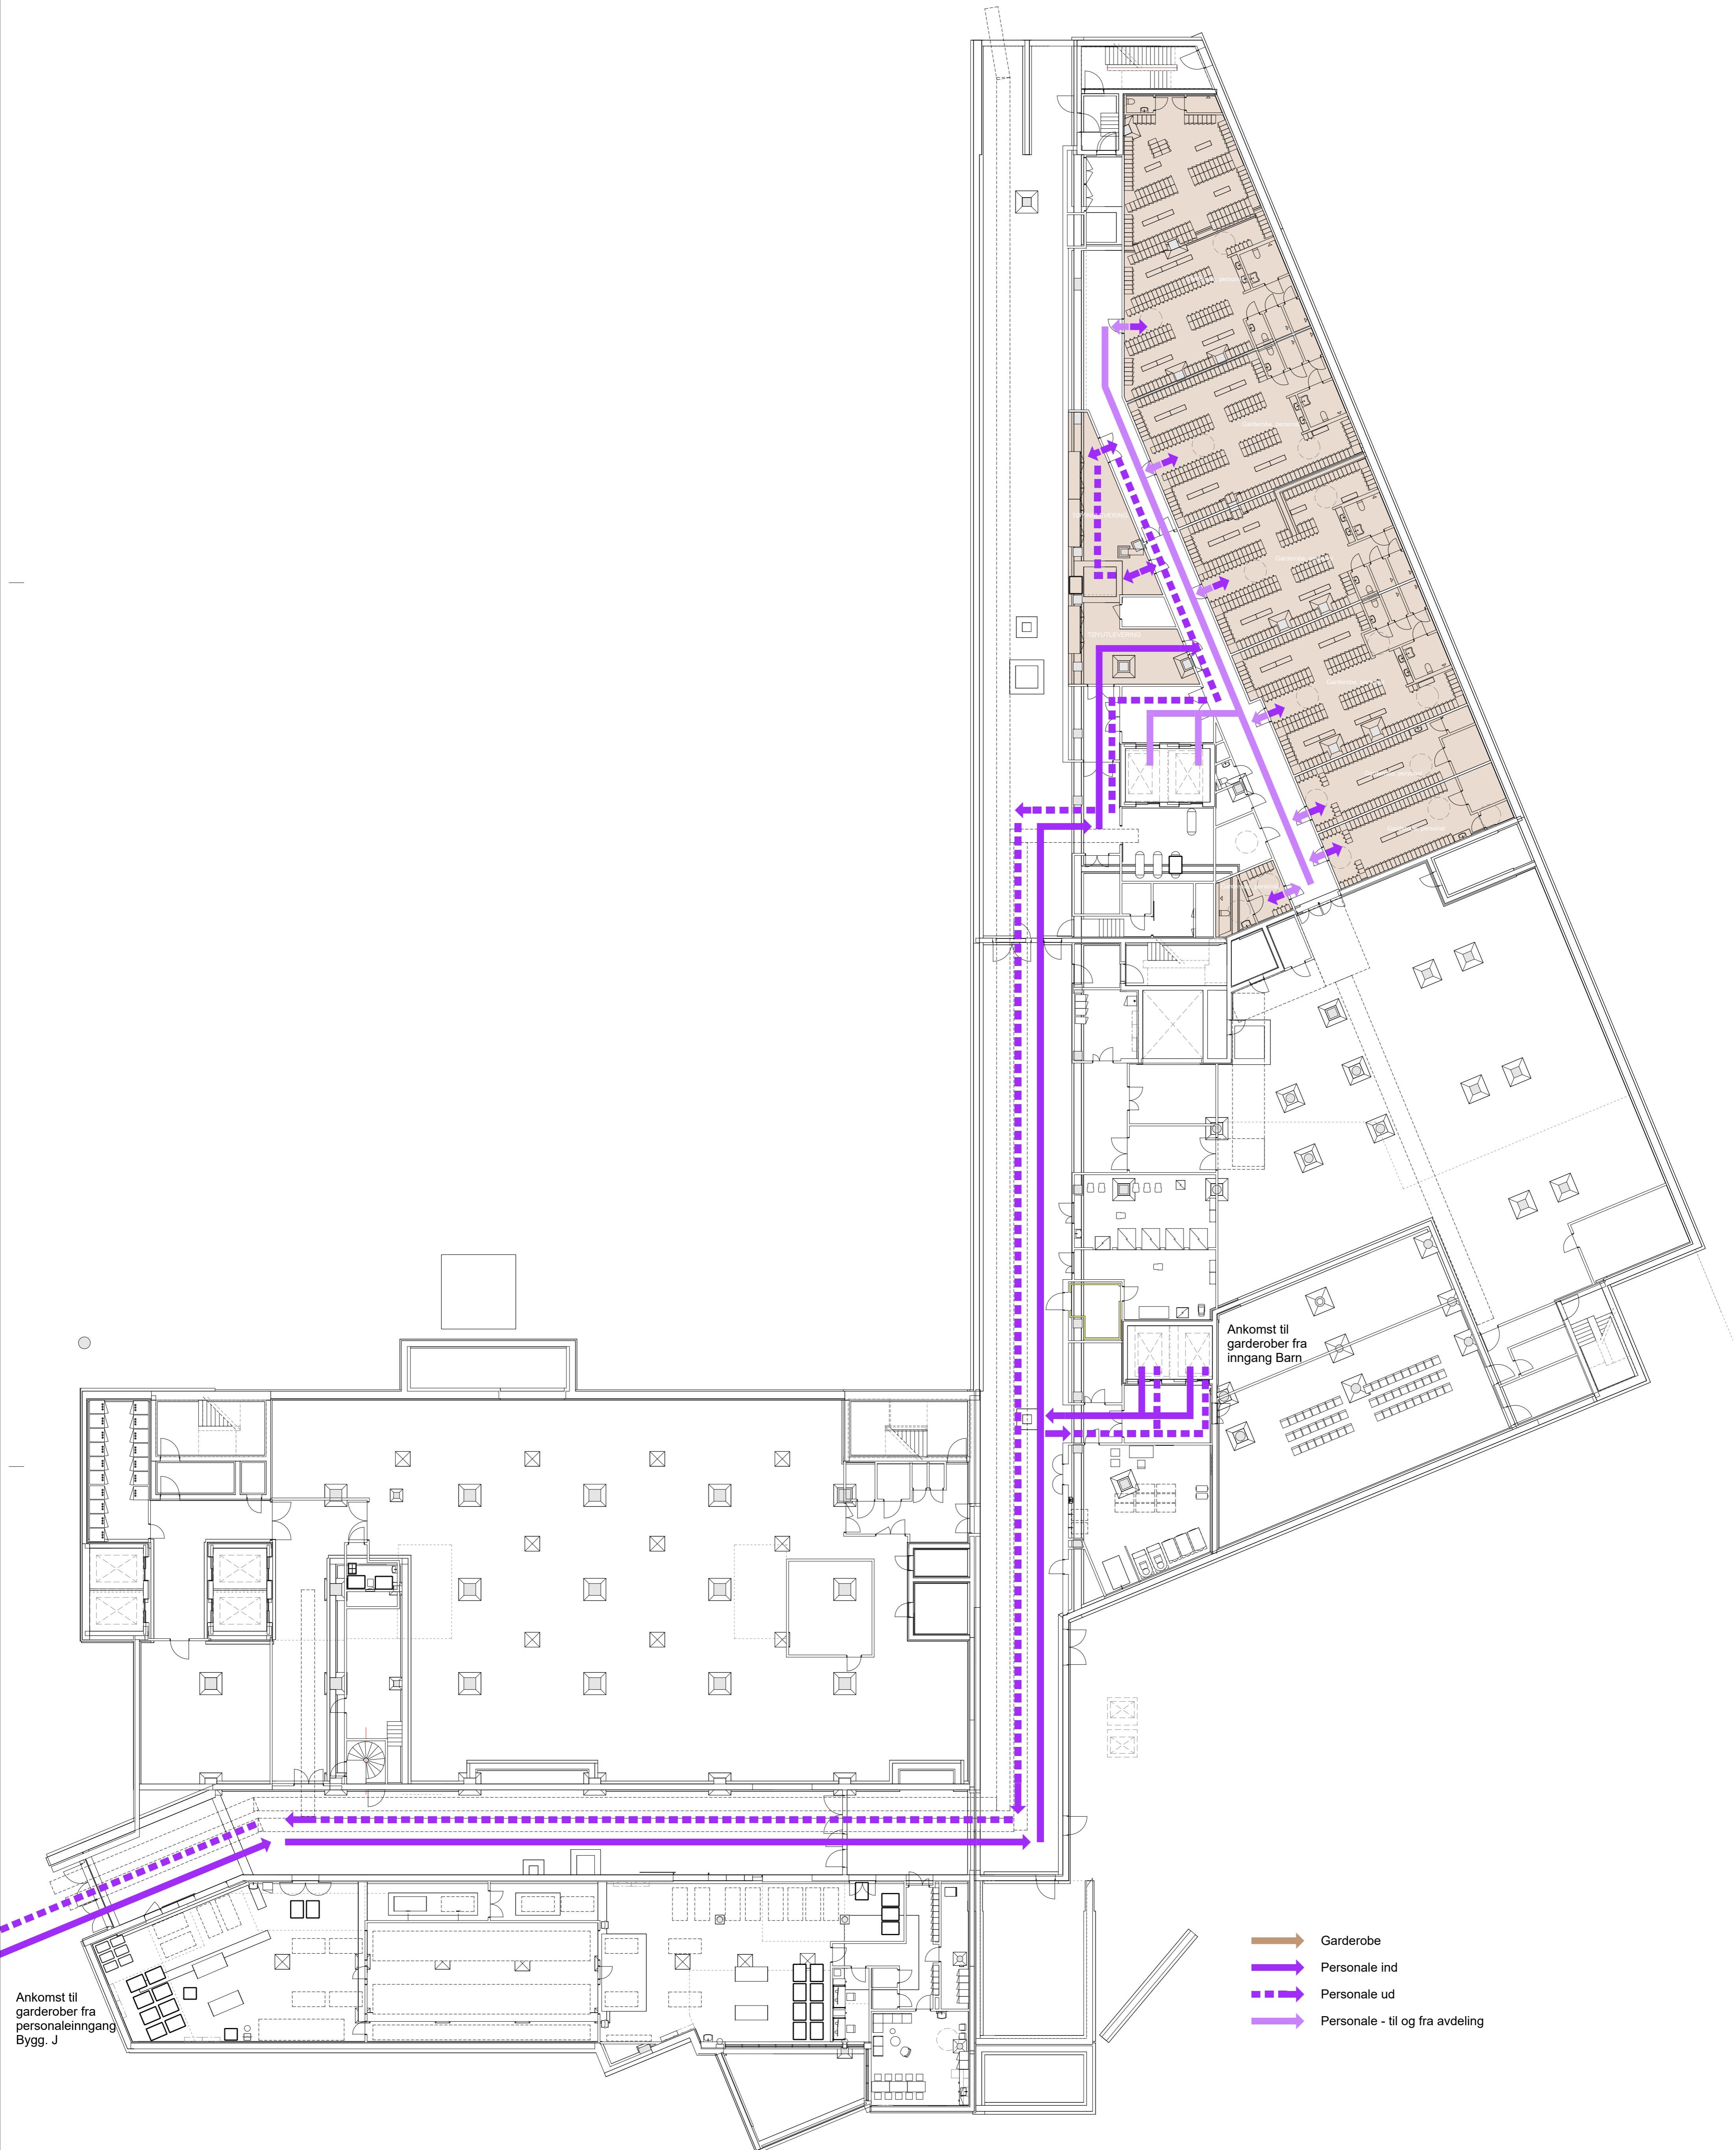 TØYUTLEVERING
Ankomst til
garderober fra
inngang Barn
Ankomst til
garderober fra
personaleinngang
Bygg. J
Garderobe
Personale ind
Personale ud
Personale - til og fra avdeling